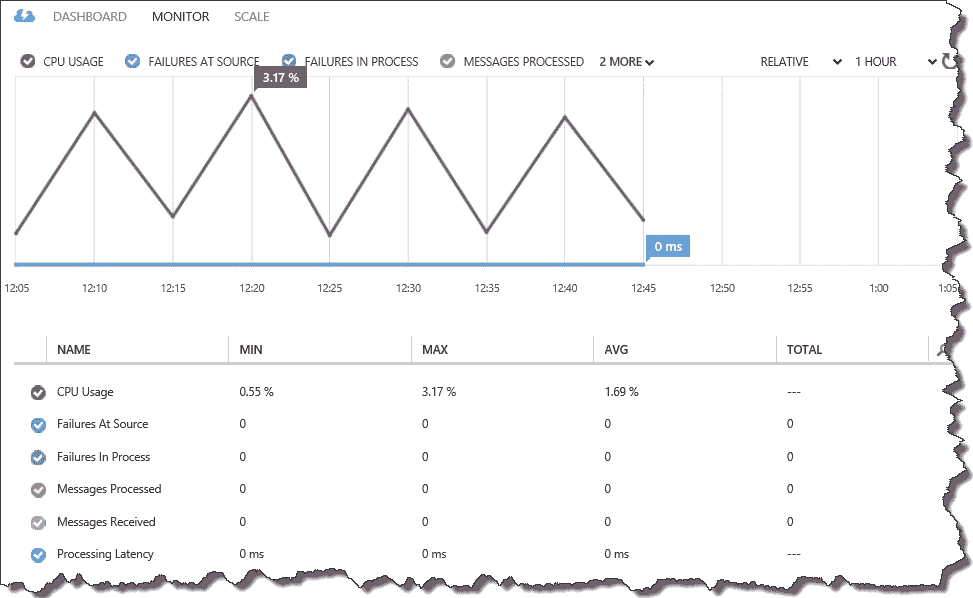 DASHBOARD MONITOR SCALE
CPU USAGE FAILURES AT SOURCE FAILURES IN PROCESS MESSAGES PROCESSED 2 MORE RELATIVE 1 HOUR
3.17 %
0 ms
12:05 12:10 12:15 12:20 12:25 12:30 12:35 12:40 12:45 12:50 12:55 1:00 1:05
NAME MIN MAX AVG TOTAL
CPU Usage 0.55 % 3.17 % 1.69 % ---
Failures At Source 0 0 0 0
Failures In Process 0 0 0 0
Messages Processed 0 0 0 0
Messages Received 0 0 0 0
Processing Latency 0 ms 0 ms 0 ms ---